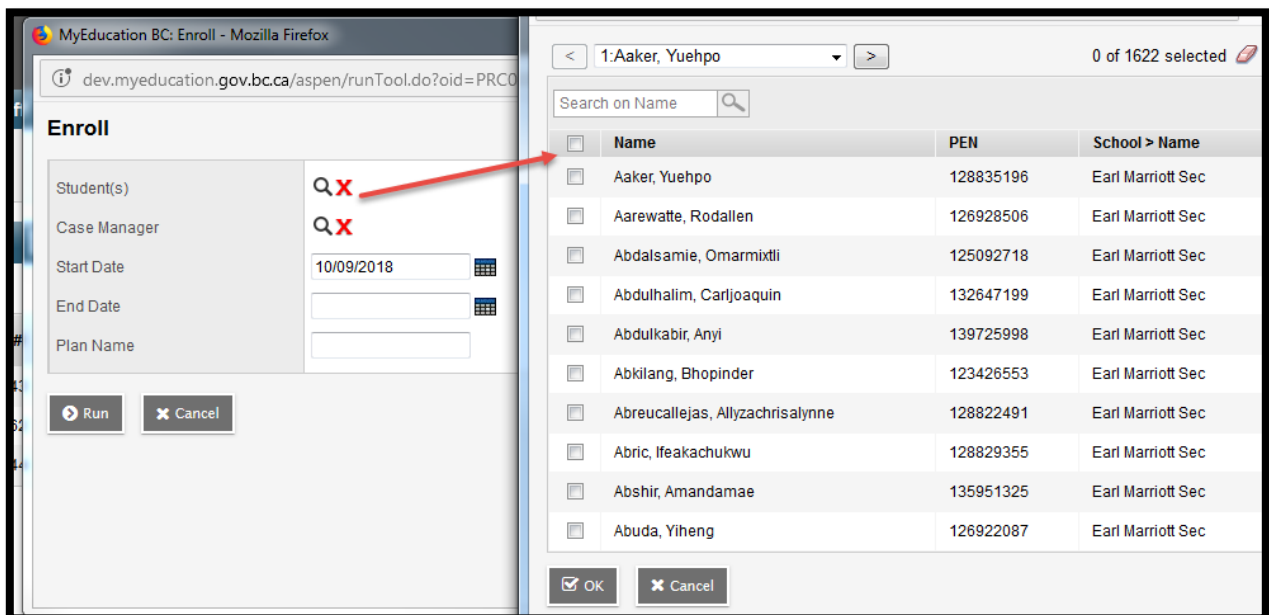 MyEducation BC: Enroll - Mozilla Firefox
dev.myeducation.gov.bc.ca/aspen/runTool.do?oid=PRC0
Enroll
Student(s)
Case Manager
Start Date 10/09/2018
End Date
Plan Name
Run Cancel
< 1:Aaker, Yuehpo > 0 of 1622 selected
Search on Name
Name PEN School > Name
Aaker, Yuehpo 128835196 Earl Marriott Sec
Aarewatte, Rodallen 126928506 Earl Marriott Sec
Abdalsamie, Omarmixtli 125092718 Earl Marriott Sec
Abdulhalim, Carljoaquin 132647199 Earl Marriott Sec
Abdulkabir, Anyi 139725998 Earl Marriott Sec
Abkilang, Bhopinder 123426553 Earl Marriott Sec
Abreucallejas, Allyzachrisalynne 128822491 Earl Marriott Sec
Abric, Ifeakachukwu 128829355 Earl Marriott Sec
Abshir, Amandamae 135951325 Earl Marriott Sec
Abuda, Yiheng 126922087 Earl Marriott Sec
OK Cancel